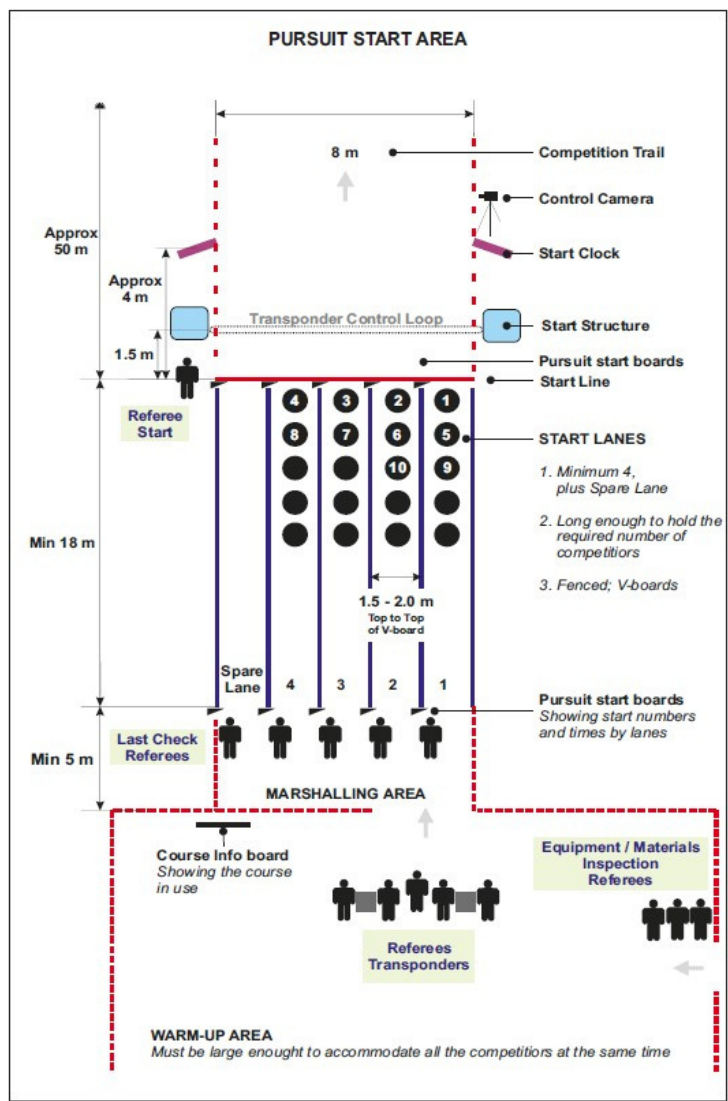 PURSUIT START AREA
8 m
Competition Trail
Control Camera
Approx
50 m
Approx
4 m
Start Clock
Transponder Control Loop
Start Structure
1.5 m
Pursuit start boards
Start Line
Referee
Start
4 3 2 1
8 7 6 5
10 9
START LANES
1. Minimum 4,
plus Spare Lane
2. Long enough to hold the
required number of
competitiors
3. Fenced; V-boards
Min 18 m
1.5 - 2.0 m
Top to Top
of V-board
Spare
Lane
4 3 2 1
Pursuit start boards
Showing start numbers
and times by lanes
Last Check
Referees
Min 5 m
MARSHALLING AREA
Course Info board
Showing the course
in use
Equipment / Materials
Inspection
Referees
Referees
Transponders
WARM-UP AREA
Must be large enought to accommodate all the competitiors at the same time